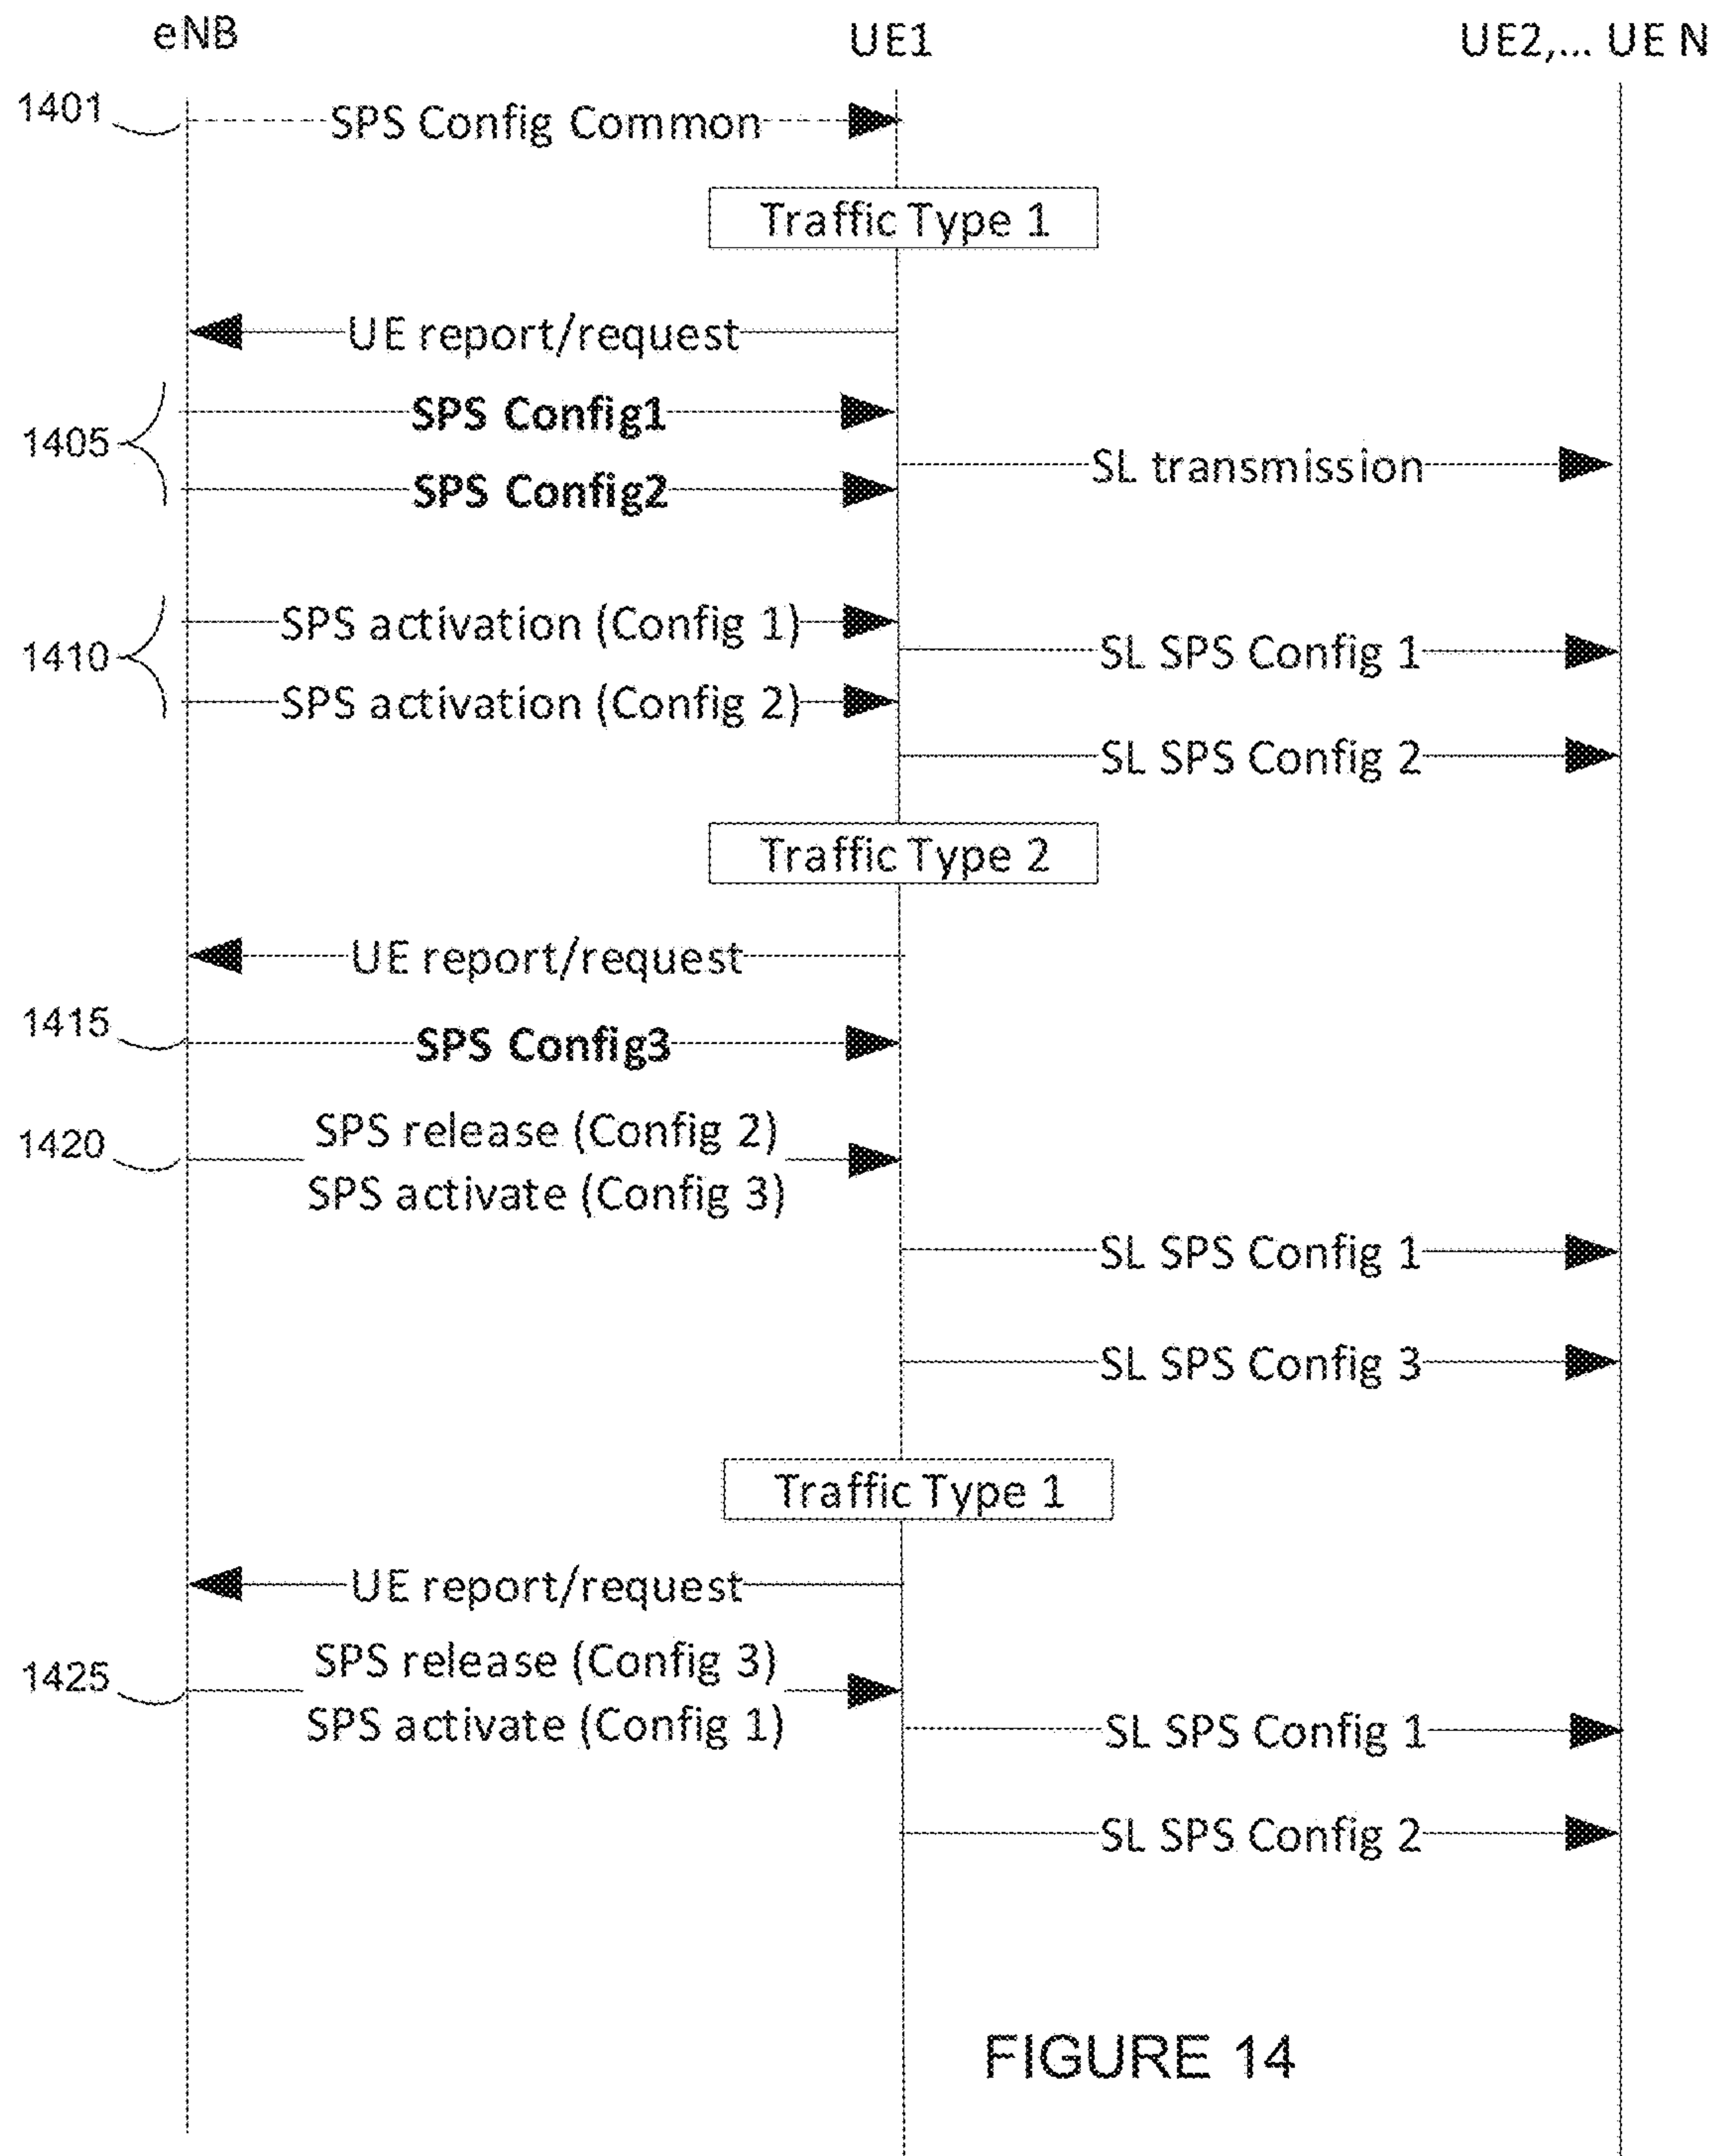 eNB
UE1
UE2,... UE N
1401
SPS Config Common
Traffic Type 1
UE report/request
1405
SPS Config1
SL transmission
SPS Config2
1410
SPS activation (Config 1)
SL SPS Config 1
SPS activation (Config 2)
SL SPS Config 2
Traffic Type 2
UE report/request
1415
SPS Config3
1420
SPS release (Config 2)
SPS activate (Config 3)
SL SPS Config 1
SL SPS Config 3
Traffic Type 1
UE report/request
1425
SPS release (Config 3)
SPS activate (Config 1)
SL SPS Config 1
SL SPS Config 2
FIGURE 14